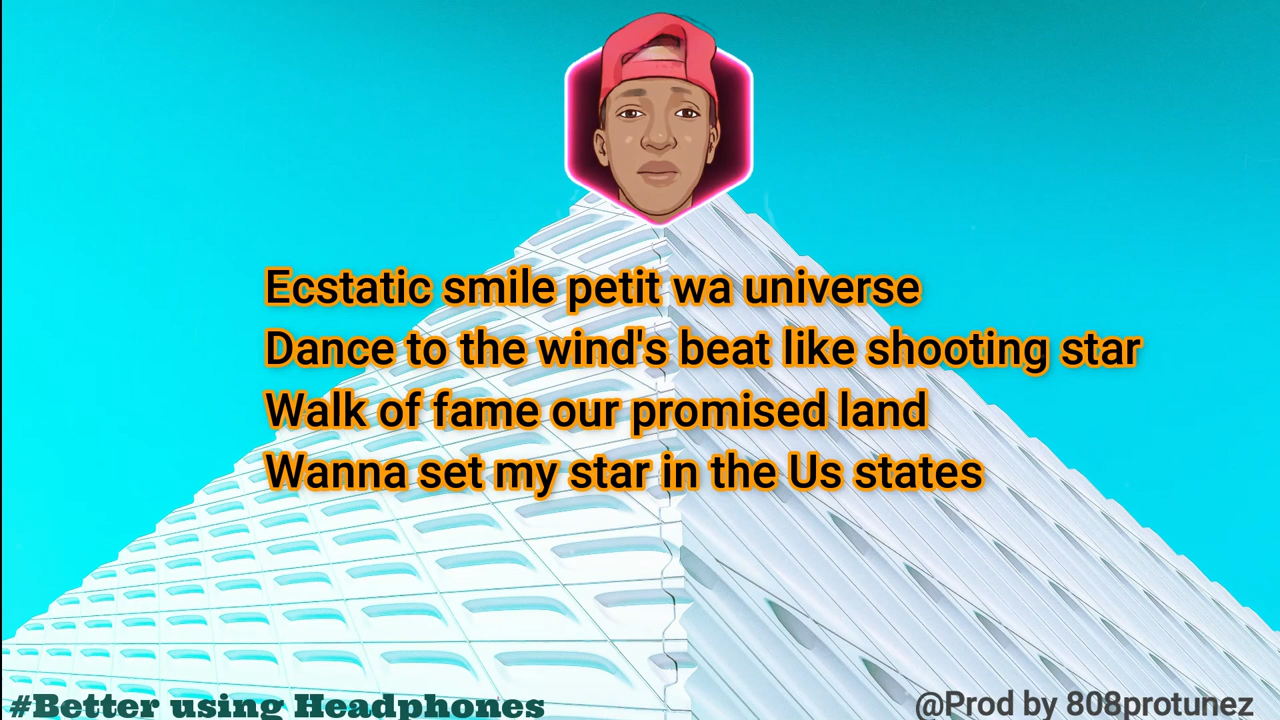 Ecstatic smile petit wa universe
Dance to the wind's beat like shooting star
Walk of fame our promised land
Wanna set my star in the Us states
#Better using Headphones
@Prod by 808protunez